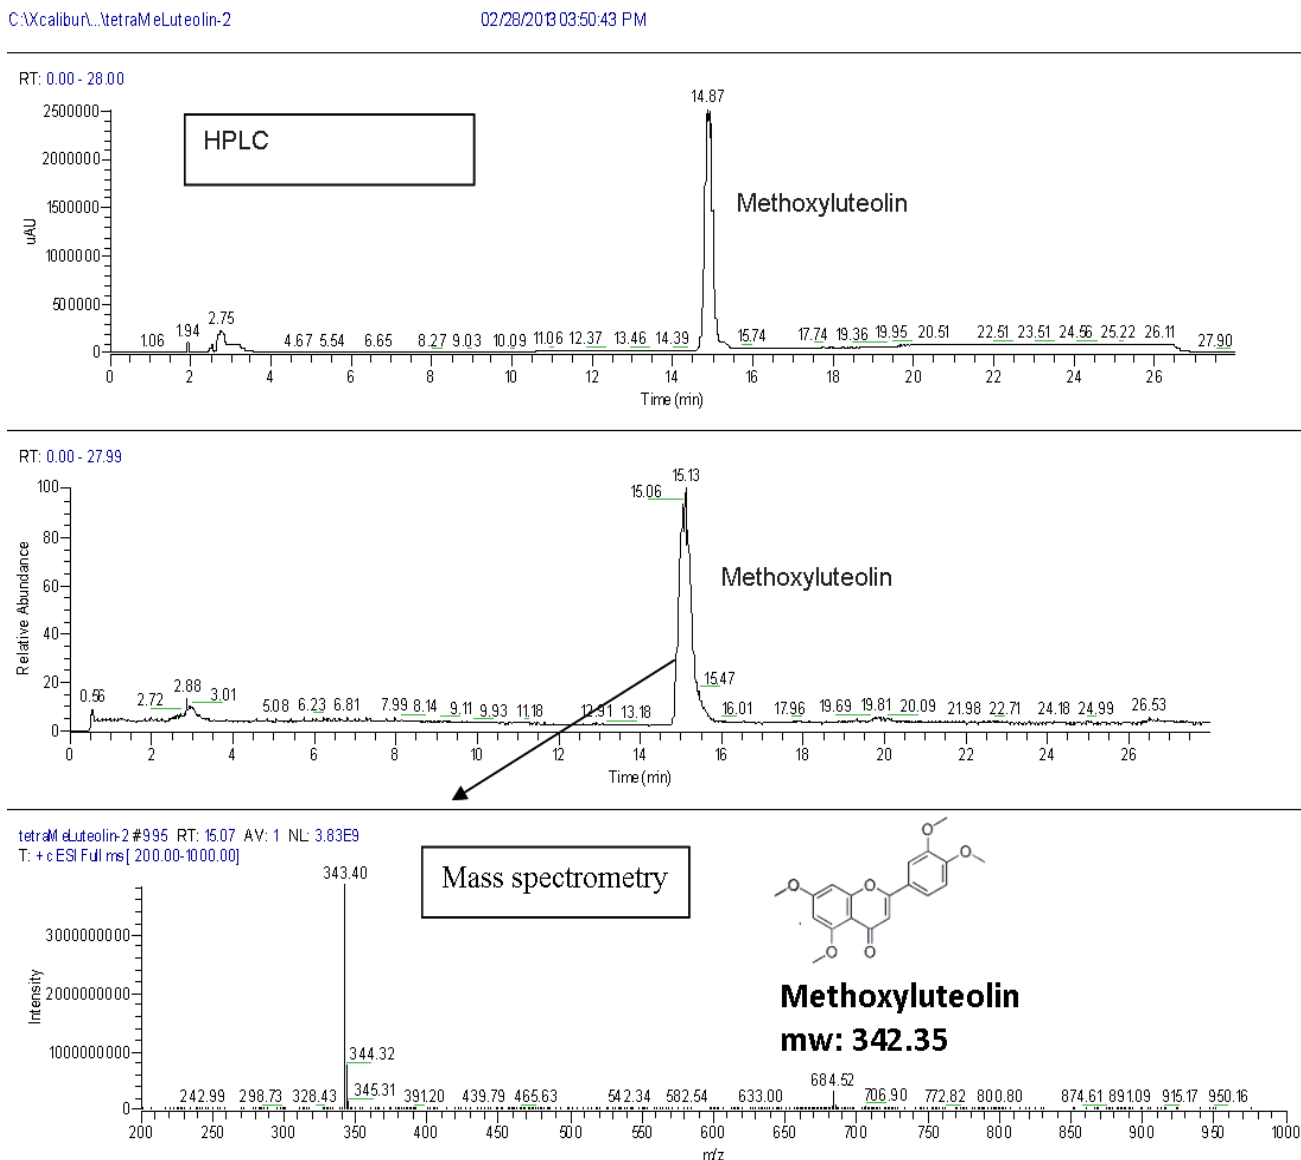 C:\Xcalibur\...\tetraMeLuteolin-2 02/28/2013 03:50:43 PM
RT: 0.00 - 28.00
HPLC
Methoxyluteolin
14.87
2500000
2000000
1500000
1000000
500000
0
uAU
1.06 1.94 2.75 4.67 5.54 6.65 8.27 9.03 10.09 11.06 12.37 13.46 14.39 15.74 17.74 19.36 19.95 20.51 22.51 23.51 24.56 25.22 26.11 27.90
0 2 4 6 8 10 12 14 16 18 20 22 24 26
Time (min)
RT: 0.00 - 27.99
15.13
15.06
Methoxyluteolin
100
80
60
40
20
0
Relative Abundance
0.56 2.72 2.88 3.01 5.08 6.23 6.81 7.99 8.14 9.11 9.93 11.18 12.91 13.18 15.47 16.01 17.96 19.69 19.81 20.09 21.98 22.71 24.18 24.99 26.53
0 2 4 6 8 10 12 14 16 18 20 22 24 26
Time (min)
tetraMeLuteolin-2 #995 RT: 15.07 AV: 1 NL: 3.83E9
T: + c ESI Full ms [ 200.00-1000.00]
Mass spectrometry
343.40
3000000000
2000000000
1000000000
0
Intensity
344.32
345.31
242.99 298.73 328.43 391.20 439.79 465.63 542.34 582.54 633.00 684.52 706.90 772.82 800.80 874.61 891.09 915.17 950.16
200 250 300 350 400 450 500 550 600 650 700 750 800 850 900 950 1000
m/z
O
O
O
O
O
O
Methoxyluteolin
mw: 342.35